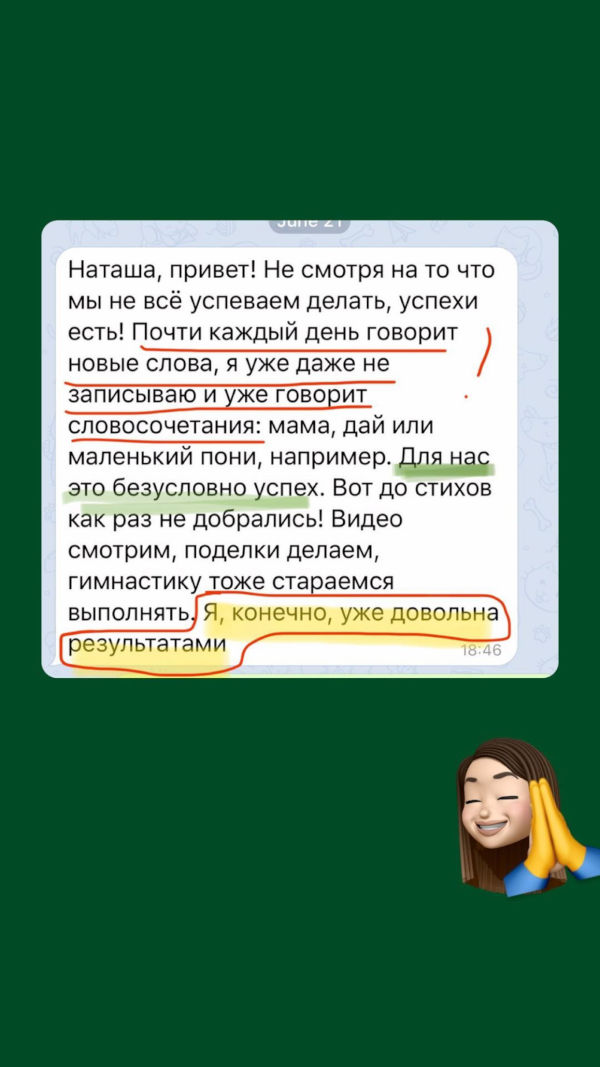 June 21
Наташа, привет! Не смотря на то что
мы не всё успеваем делать, успехи
есть! Почти каждый день говорит
новые слова, я уже даже не
записываю и уже говорит
словосочетания: мама, дай или
маленький пони, например. Для нас
это безусловно успех. Вот до стихов
как раз не добрались! Видео
смотрим, поделки делаем,
гимнастику тоже стараемся
выполнять. Я, конечно, уже довольна
результатами
18:46